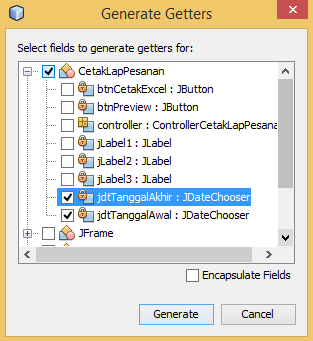 Generate Getters
Select fields to generate getters for:
CetakLapPesanan
btnCetakExcel : JButton
btnPreview : JButton
controller : ControllerCetakLapPesana
jLabel1 : JLabel
jLabel2 : JLabel
jLabel3 : JLabel
jdtTanggalAkhir : JDateChooser
jdtTanggalAwal : JDateChooser
JFrame
Encapsulate Fields
Generate
Cancel